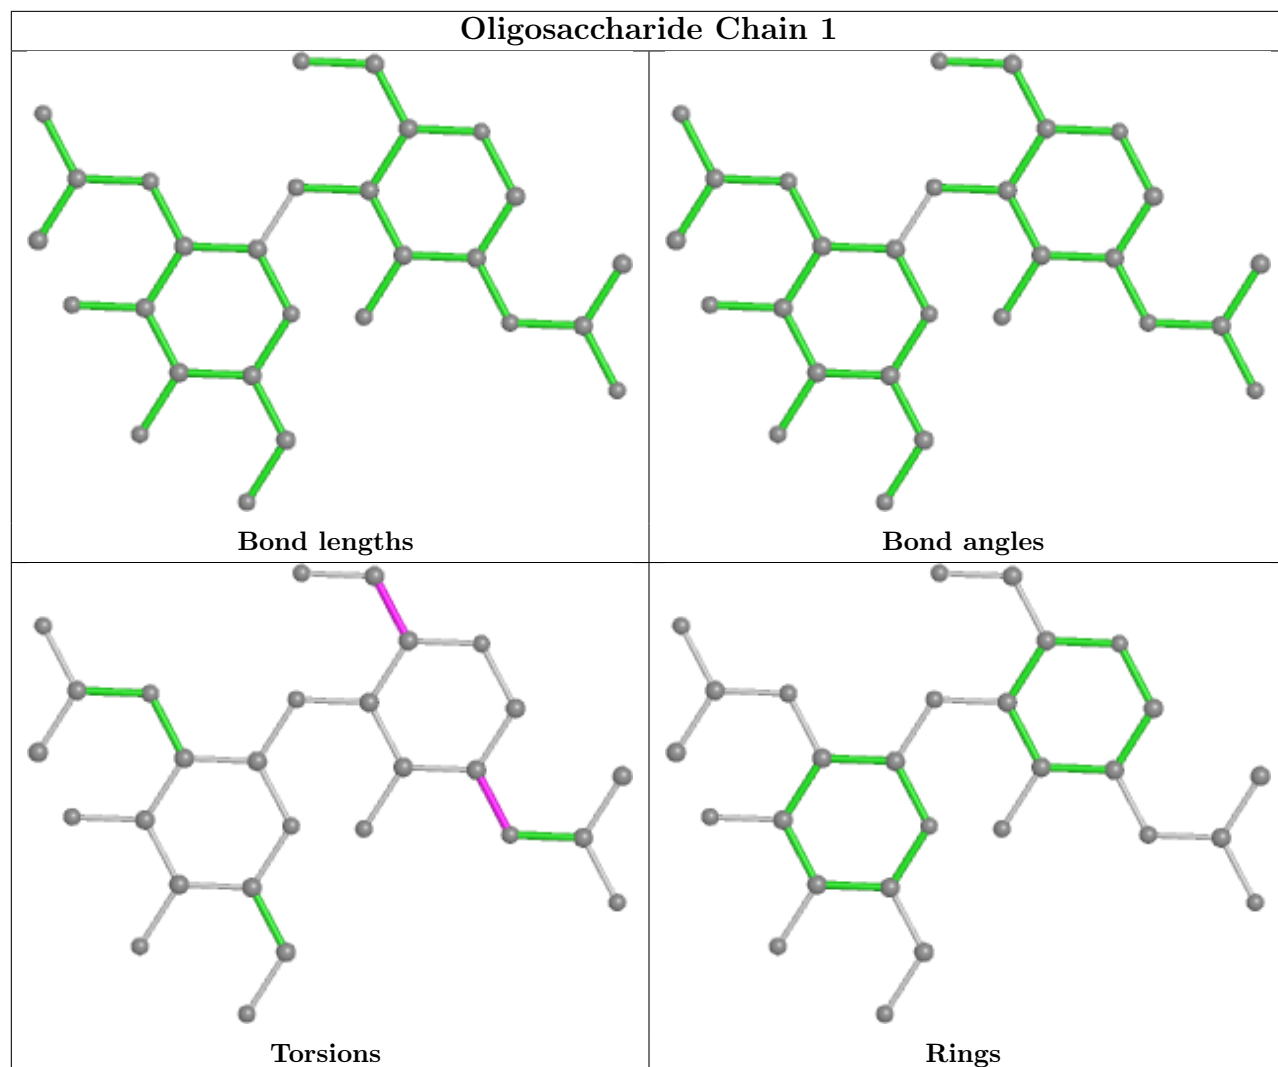 Oligosaccharide Chain 1
Bond lengths
Bond angles
Torsions
Rings